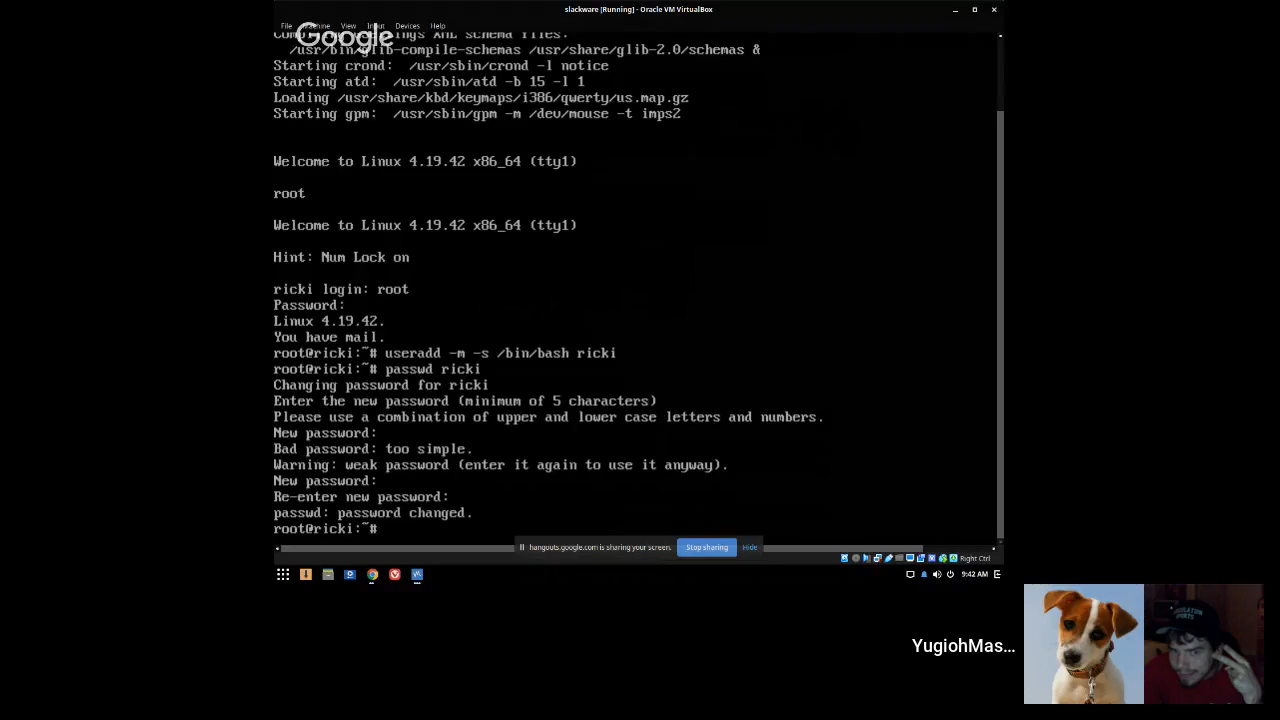 slackware [Running] - Oracle VM VirtualBox
File Machine View Input Devices Help
Google
/usr/bin/glib-compile-schemas /usr/share/glib-2.0/schemas &
Starting crond: /usr/sbin/crond -l notice
Starting atd: /usr/sbin/atd -b 15 -l 1
Loading /usr/share/kbd/keymaps/i386/qwerty/us.map.gz
Starting gpm: /usr/sbin/gpm -m /dev/mouse -t imps2
Welcome to Linux 4.19.42 x86_64 (tty1)
root
Welcome to Linux 4.19.42 x86_64 (tty1)
Hint: Num Lock on
ricki login: root
Password:
Linux 4.19.42.
You have mail.
root@ricki:~# useradd -m -s /bin/bash ricki
root@ricki:~# passwd ricki
Changing password for ricki
Enter the new password (minimum of 5 characters)
Please use a combination of upper and lower case letters and numbers.
New password:
Bad password: too simple.
Warning: weak password (enter it again to use it anyway).
New password:
Re-enter new password:
passwd: password changed.
root@ricki:~#
hangouts.google.com is sharing your screen. Stop sharing Hide
Right Ctrl
9:42 AM
YugiohMas...